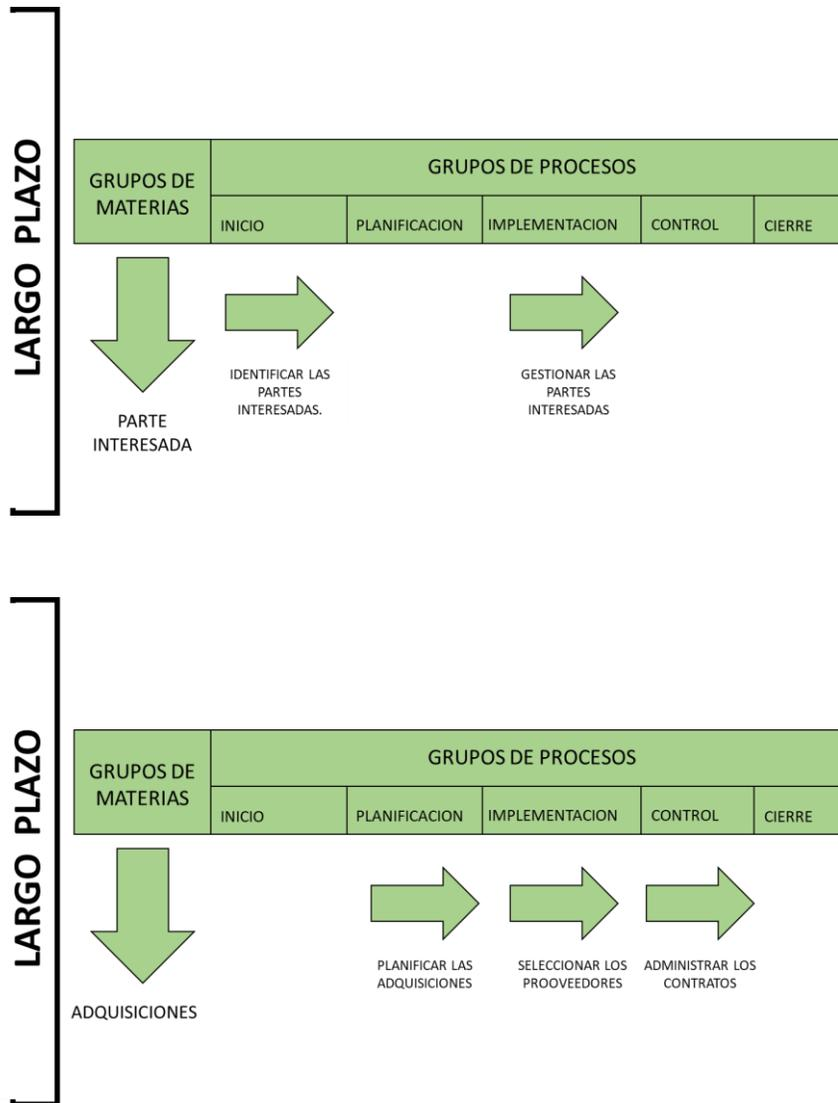 LARGO PLAZO
GRUPOS DE
MATERIAS
GRUPOS DE PROCESOS
INICIO
PLANIFICACION
IMPLEMENTACION
CONTROL
CIERRE
PARTE
INTERESADA
IDENTIFICAR LAS
PARTES
INTERESADAS.
GESTIONAR LAS
PARTES
INTERESADAS
LARGO PLAZO
GRUPOS DE
MATERIAS
GRUPOS DE PROCESOS
INICIO
PLANIFICACION
IMPLEMENTACION
CONTROL
CIERRE
ADQUISICIONES
PLANIFICAR LAS
ADQUISICIONES
SELECCIONAR LOS
PROOVEEDORES
ADMINISTRAR LOS
CONTRATOS